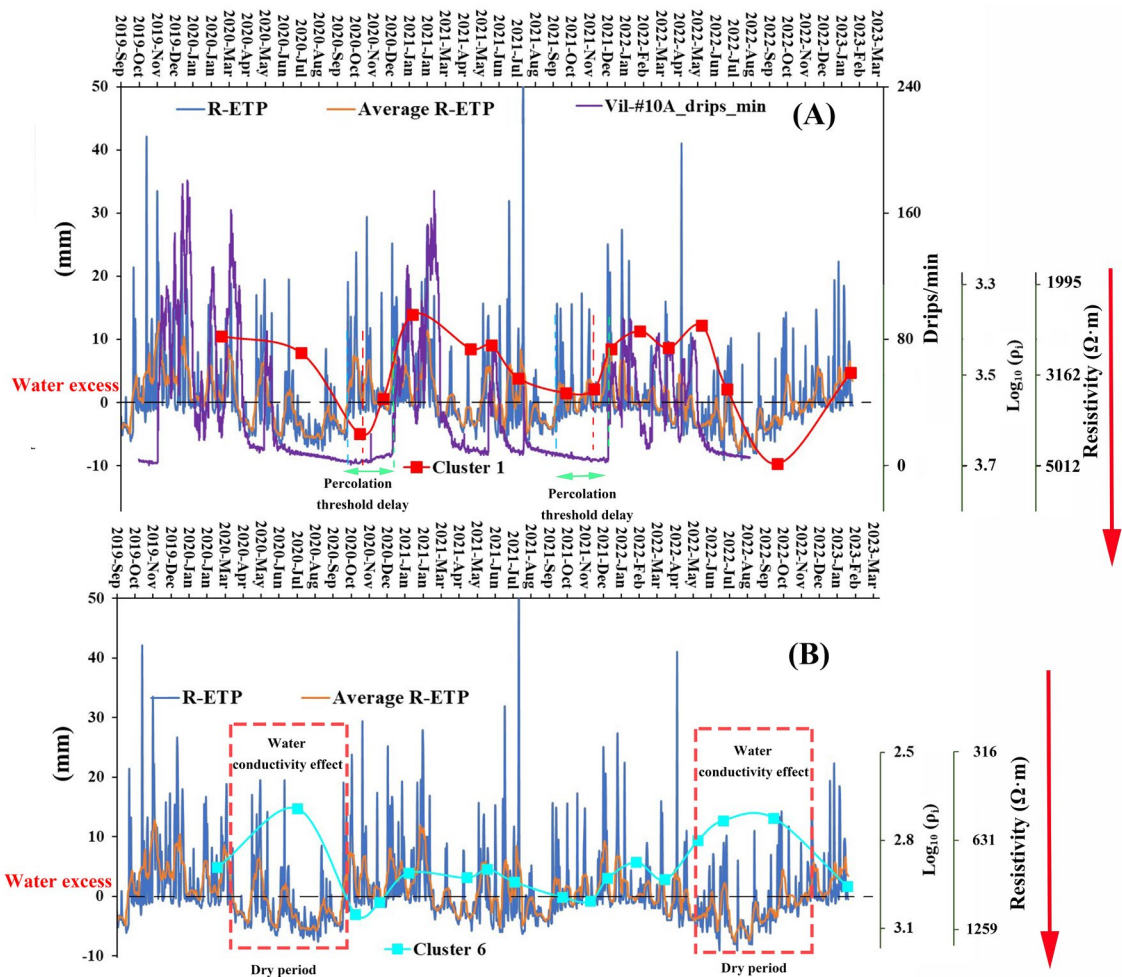 2019-Sep
2019-Oct
2019-Nov
2019-Dec
2020-Jan
2020-Jan
2020-Mar
2020-Apr
2020-May
2020-Jun
2020-Jul
2020-Aug
2020-Sep
2020-Oct
2020-Nov
2020-Dec
2021-Jan
2021-Jan
2021-Mar
2021-Apr
2021-May
2021-Jun
2021-Jul
2021-Aug
2021-Sep
2021-Oct
2021-Nov
2021-Dec
2022-Jan
2022-Feb
2022-Mar
2022-Apr
2022-May
2022-Jun
2022-Jul
2022-Aug
2022-Sep
2022-Oct
2022-Nov
2022-Dec
2023-Jan
2023-Feb
2023-Mar
R-ETP
Average R-ETP
Vil-#10A_drips_min
(A)
50
40
30
20
10
0
-10
(mm)
Water excess
240
160
80
0
Drips/min
3.3
3.5
3.7
Log₁₀ (ρᵢ)
1995
3162
5012
Resistivity (Ω·m)
Cluster 1
Percolation
threshold delay
Percolation
threshold delay
2019-Sep
2019-Oct
2019-Nov
2019-Dec
2020-Jan
2020-Jan
2020-Mar
2020-Apr
2020-May
2020-Jun
2020-Jul
2020-Aug
2020-Sep
2020-Oct
2020-Nov
2020-Dec
2021-Jan
2021-Jan
2021-Mar
2021-Apr
2021-May
2021-Jun
2021-Jul
2021-Aug
2021-Sep
2021-Oct
2021-Nov
2021-Dec
2022-Jan
2022-Feb
2022-Mar
2022-Apr
2022-May
2022-Jun
2022-Jul
2022-Aug
2022-Sep
2022-Oct
2022-Nov
2022-Dec
2023-Jan
2023-Feb
2023-Mar
(B)
R-ETP
Average R-ETP
50
40
30
20
10
0
-10
(mm)
Water excess
Water
conductivity effect
Water
conductivity effect
2.5
2.8
3.1
Log₁₀ (ρᵢ)
316
631
1259
Resistivity (Ω·m)
Cluster 6
Dry period
Dry period